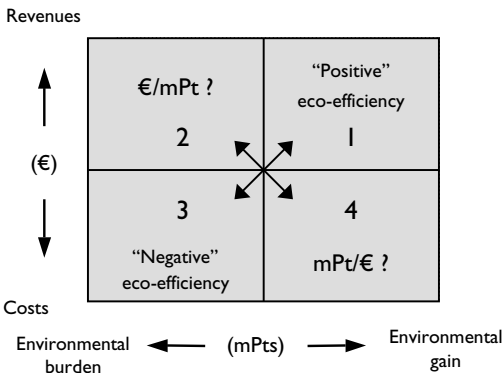 Revenues
“Positive”
eco-efficiency
€/mPt ?
2
1
(€)
3
4
“Negative”
eco-efficiency
mPt/€ ?
Costs
Environmental
burden
(mPts)
Environmental
gain